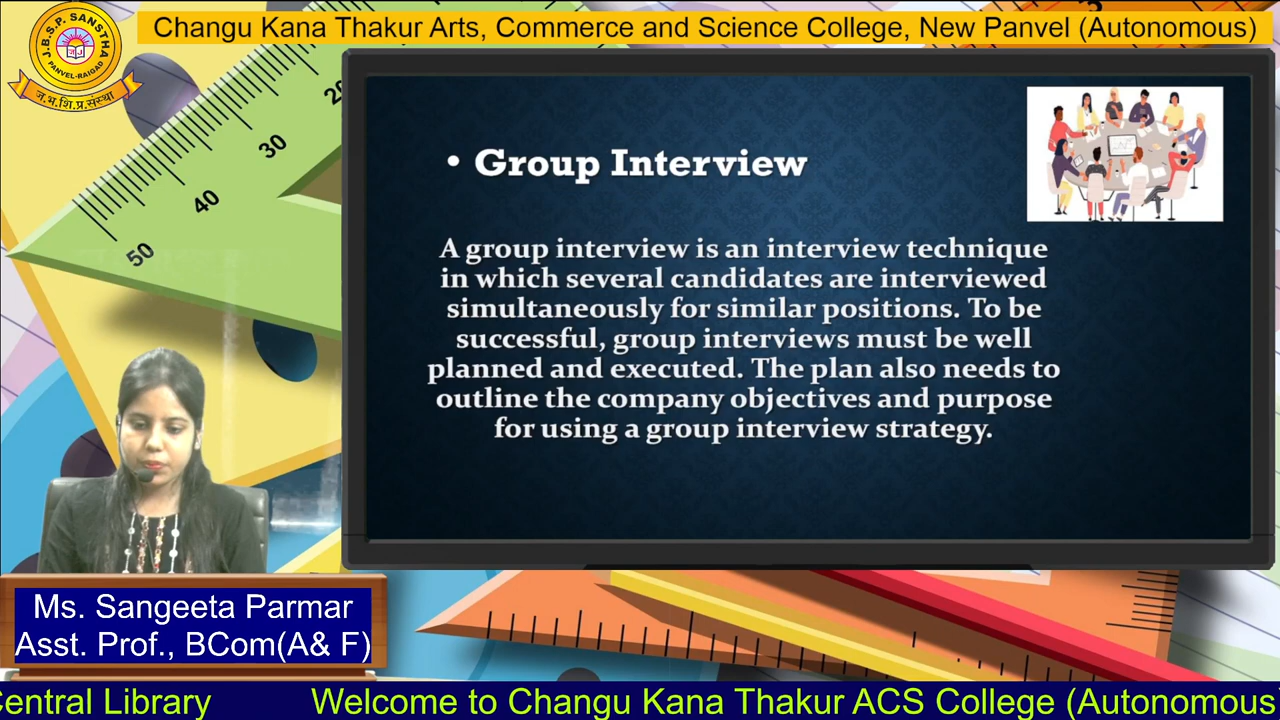 Changu Kana Thakur Arts, Commerce and Science College, New Panvel (Autonomous)
J.B.S.P. SANSTHA
PANVEL-RAIGAD
ज.भ.शि.प्र.संस्था
30
40
50
• Group Interview
A group interview is an interview technique
in which several candidates are interviewed
simultaneously for similar positions. To be
successful, group interviews must be well
planned and executed. The plan also needs to
outline the company objectives and purpose
for using a group interview strategy.
Ms. Sangeeta Parmar
Asst. Prof., BCom(A& F)
Central Library Welcome to Changu Kana Thakur ACS College (Autonomous